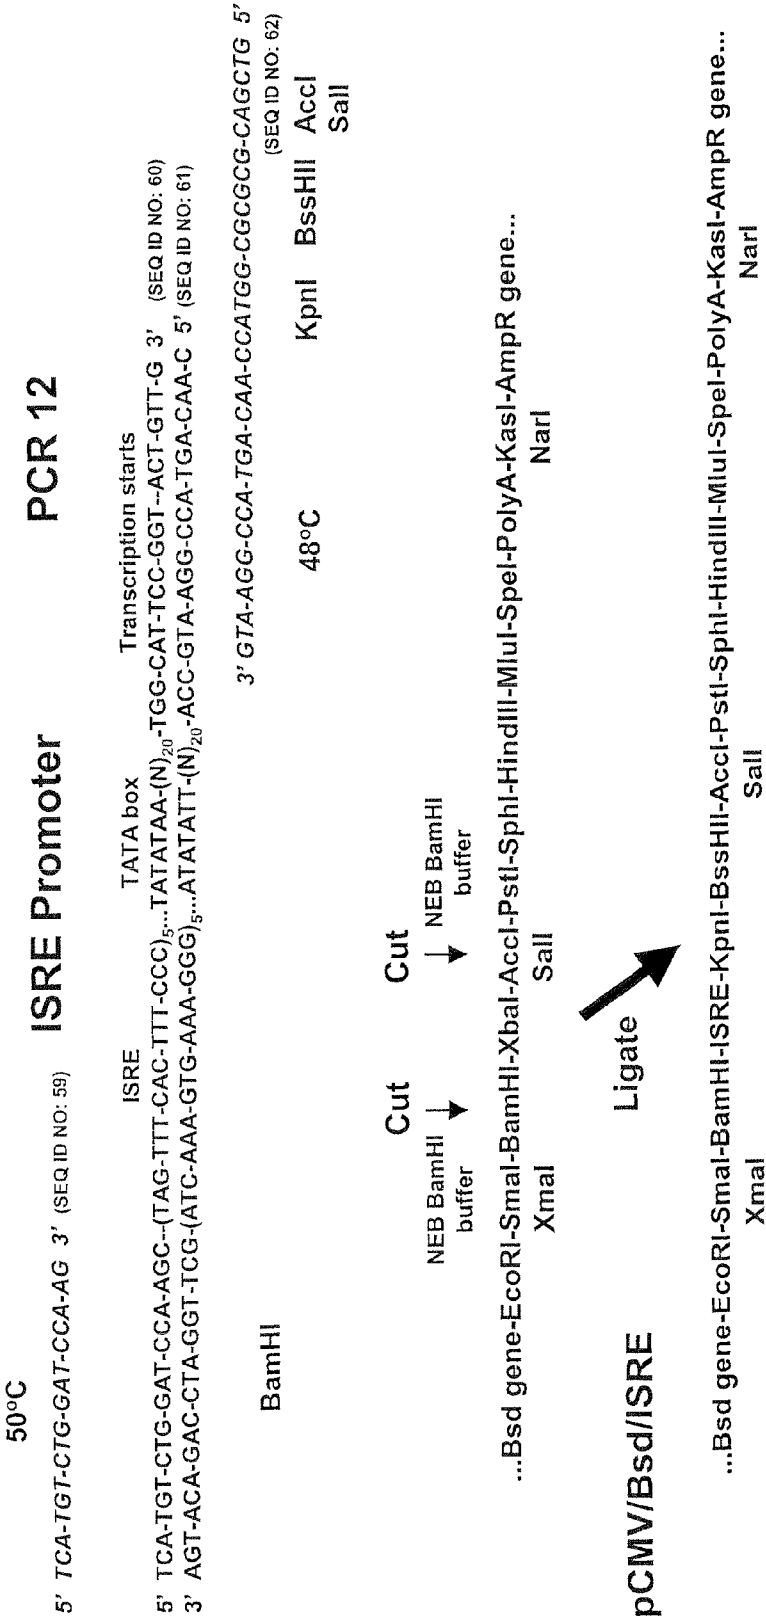 50°C
ISRE Promoter
PCR 12
5' TCA-TGT-CTG-GAT-CCA-AG 3' (SEQ ID NO: 59)
ISRE
TATA box
Transcription starts
5' TCA-TGT-CTG-GAT-CCA-AGC--(TAG-TTT-CAC-TTT-CCC)5...TATATAA-(N)20-TGG-CAT-TCC-GGT--ACT-GTT-G 3' (SEQ ID NO: 60)
3' AGT-ACA-GAC-CTA-GGT-TCG-(ATC-AAA-GTG-AAA-GGG)5...ATATATT-(N)20-ACC-GTA-AGG-CCA-TGA-CAA-C 5' (SEQ ID NO: 61)
3' GTA-AGG-CCA-TGA-CAA-CCATGG-CGCGCG-CAGCTG 5'
(SEQ ID NO: 62)
BamHI
48°C
KpnI BssHII AccI
SalI
Cut
Cut
NEB BamHI
buffer
NEB BamHI
buffer
...Bsd gene-EcoRI-SmaI-BamHI-XbaI-AccI-PstI-SphI-HindIII-MluI-SpeI-PolyA-KasI-AmpR gene...
XmaI
SalI
NarI
Ligate
pCMV/Bsd/ISRE
...Bsd gene-EcoRI-SmaI-BamHI-ISRE-KpnI-BssHII-AccI-PstI-SphI-HindIII-MluI-SpeI-PolyA-KasI-AmpR gene...
XmaI
SalI
NarI